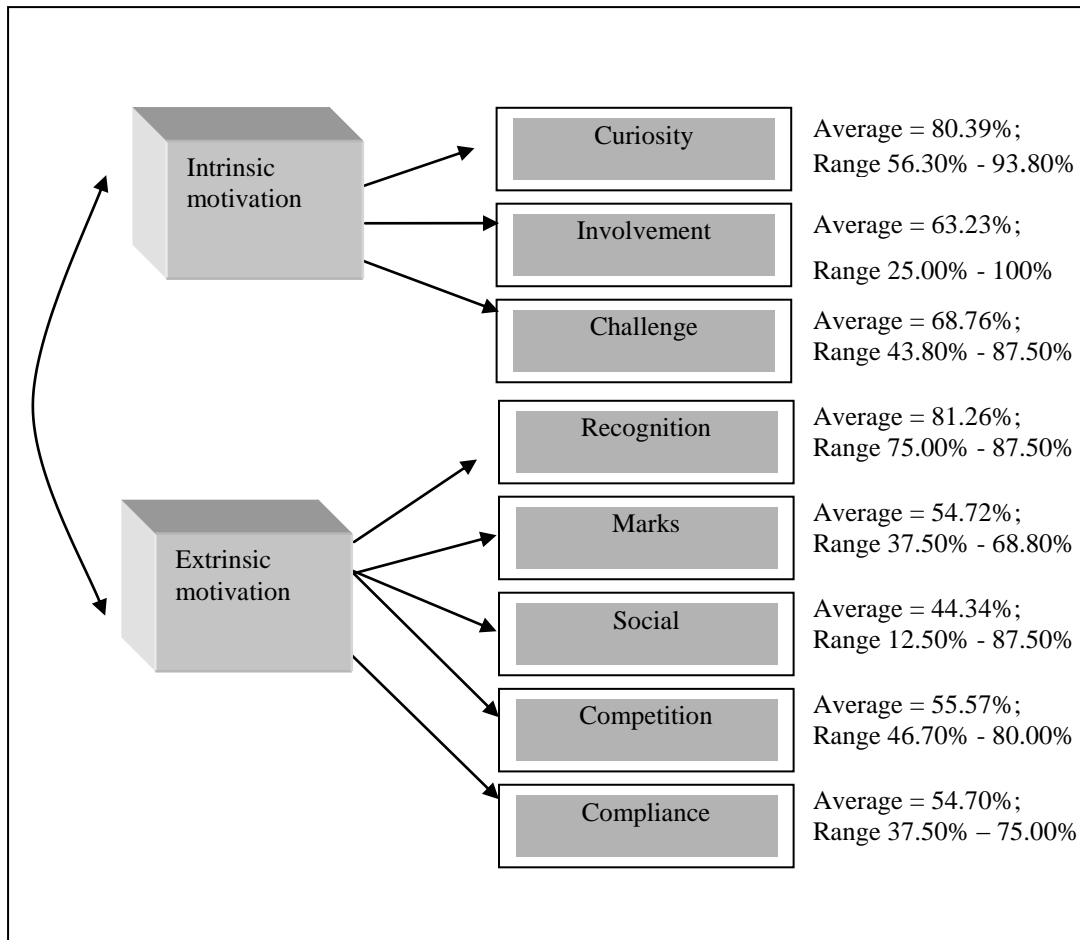 Intrinsic
motivation
Curiosity
Average = 80.39%;
Range 56.30% - 93.80%
Involvement
Average = 63.23%;
Range 25.00% - 100%
Challenge
Average = 68.76%;
Range 43.80% - 87.50%
Extrinsic
motivation
Recognition
Average = 81.26%;
Range 75.00% - 87.50%
Marks
Average = 54.72%;
Range 37.50% - 68.80%
Social
Average = 44.34%;
Range 12.50% - 87.50%
Competition
Average = 55.57%;
Range 46.70% - 80.00%
Compliance
Average = 54.70%;
Range 37.50% – 75.00%